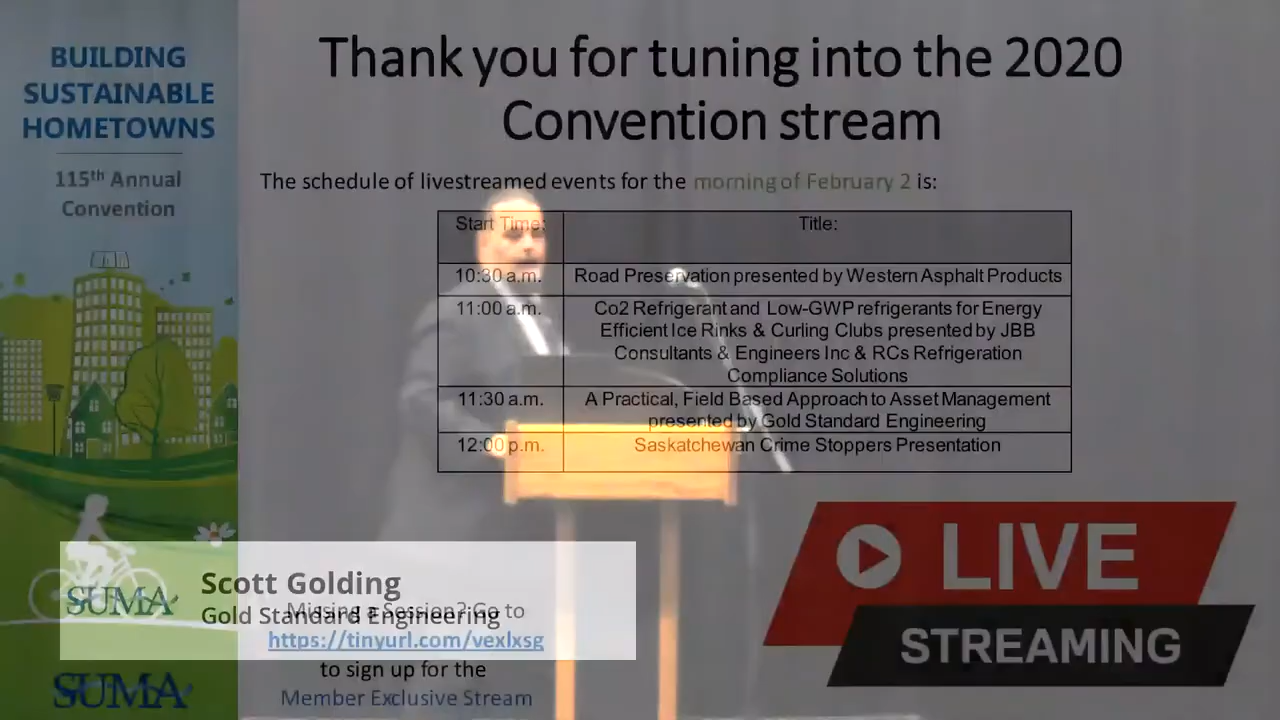 BUILDING
SUSTAINABLE
HOMETOWNS
115th Annual
Convention
Thank you for tuning into the 2020
Convention stream
The schedule of livestreamed events for the morning of February 2 is:
Start Time: Title:
10:30 a.m. Road Preservation presented by Western Asphalt Products
11:00 a.m. Co2 Refrigerant and Low-GWP refrigerants for Energy
Efficient Ice Rinks & Curling Clubs presented by JBB
Consultants & Engineers Inc & RCs Refrigeration
Compliance Solutions
11:30 a.m. A Practical, Field Based Approach to Asset Management
presented by Gold Standard Engineering
12:00 p.m. Saskatchewan Crime Stoppers Presentation
LIVE
STREAMING
SUMA
Scott Golding
Gold Standard Engineering
Missing a Session? Go to
https://tinyurl.com/vexlxsg
to sign up for the
Member Exclusive Stream
SUMA